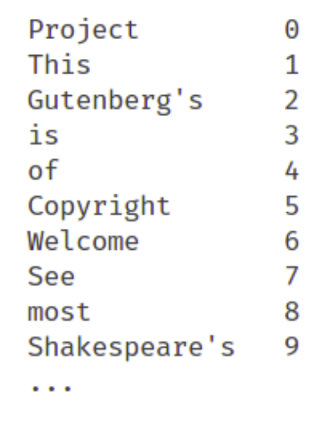 Project 0
This 1
Gutenberg's 2
is 3
of 4
Copyright 5
Welcome 6
See 7
most 8
Shakespeare's 9
...